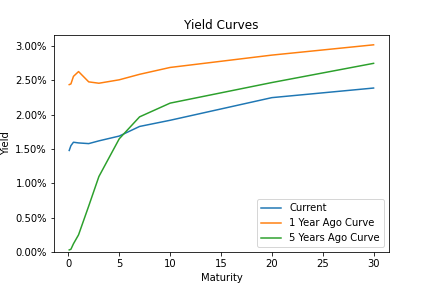 Yield Curves
3.00%
2.50%
2.00%
1.50%
1.00%
0.50%
0.00%
Yield
0 5 10 15 20 25 30
Maturity
Current
1 Year Ago Curve
5 Years Ago Curve